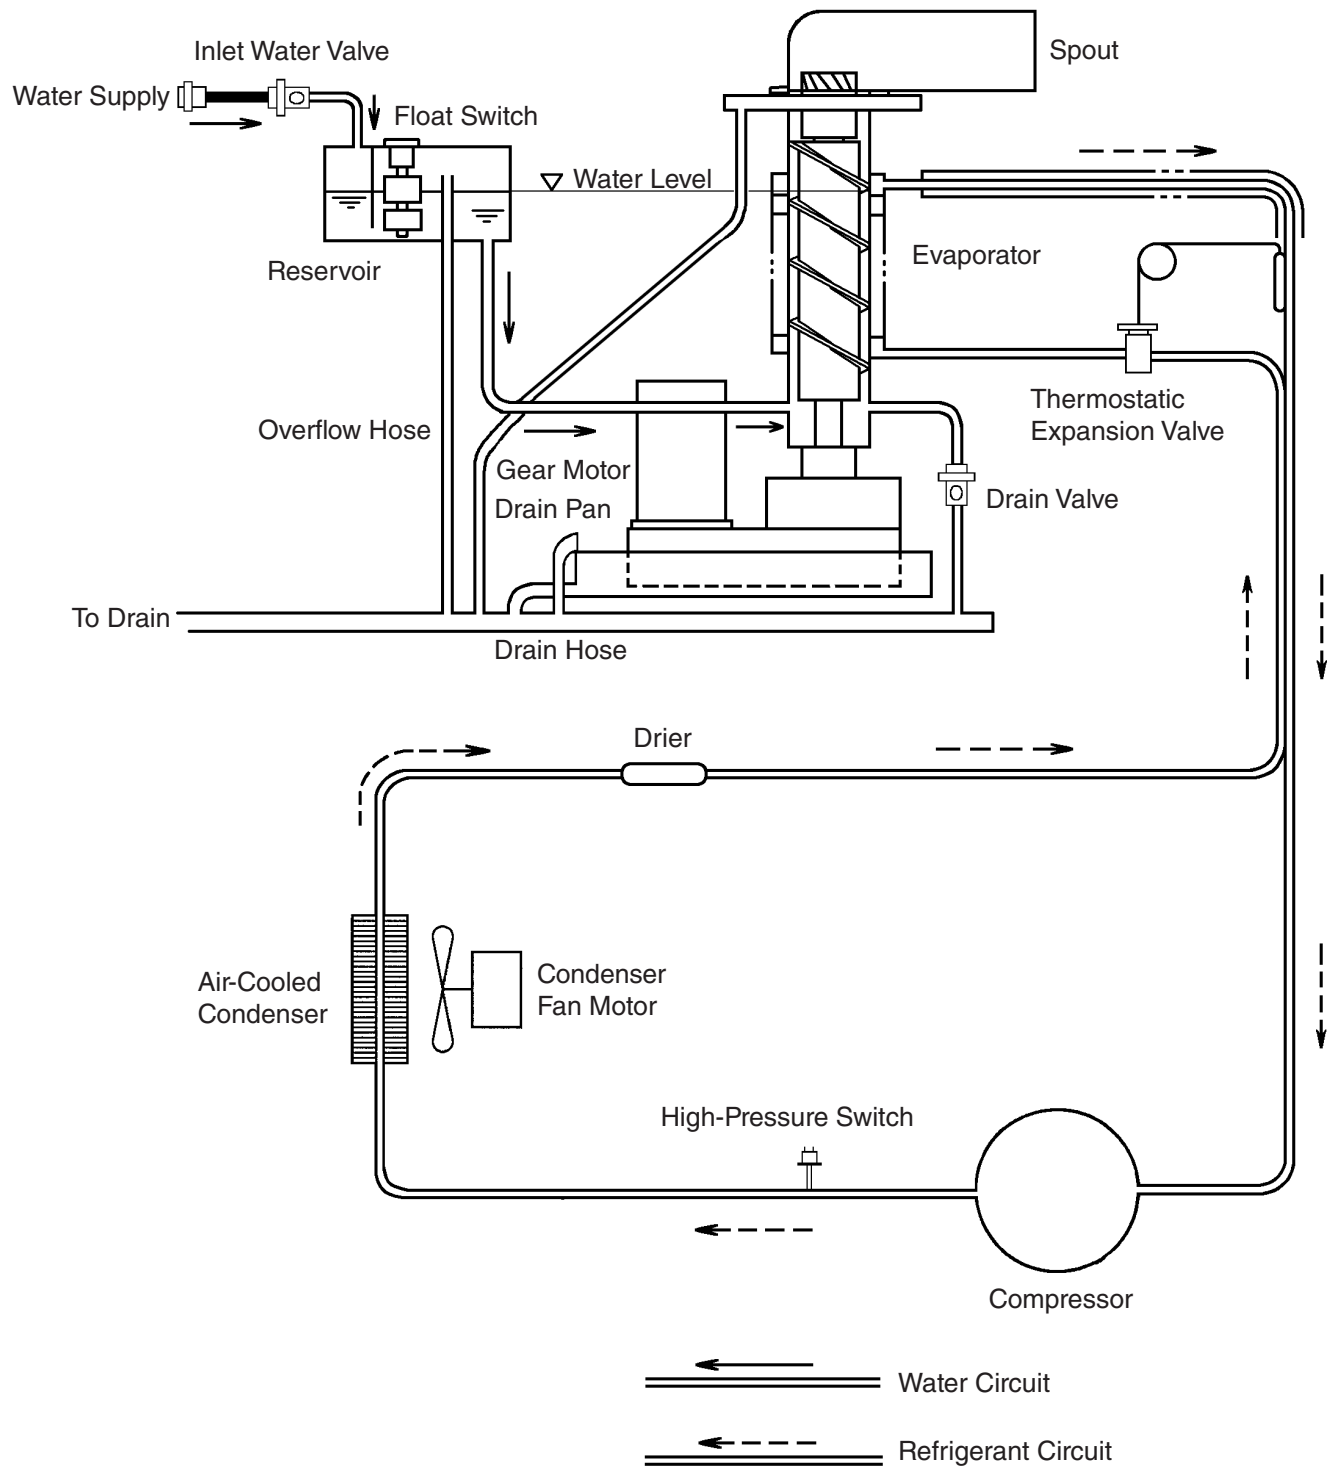 Inlet Water Valve
Spout
Water Supply
Float Switch
Water Level
Evaporator
Reservoir
Thermostatic
Expansion Valve
Overflow Hose
Gear Motor
Drain Pan
Drain Valve
To Drain
Drain Hose
Drier
Air-Cooled
Condenser
Condenser
Fan Motor
High-Pressure Switch
Compressor
Water Circuit
Refrigerant Circuit